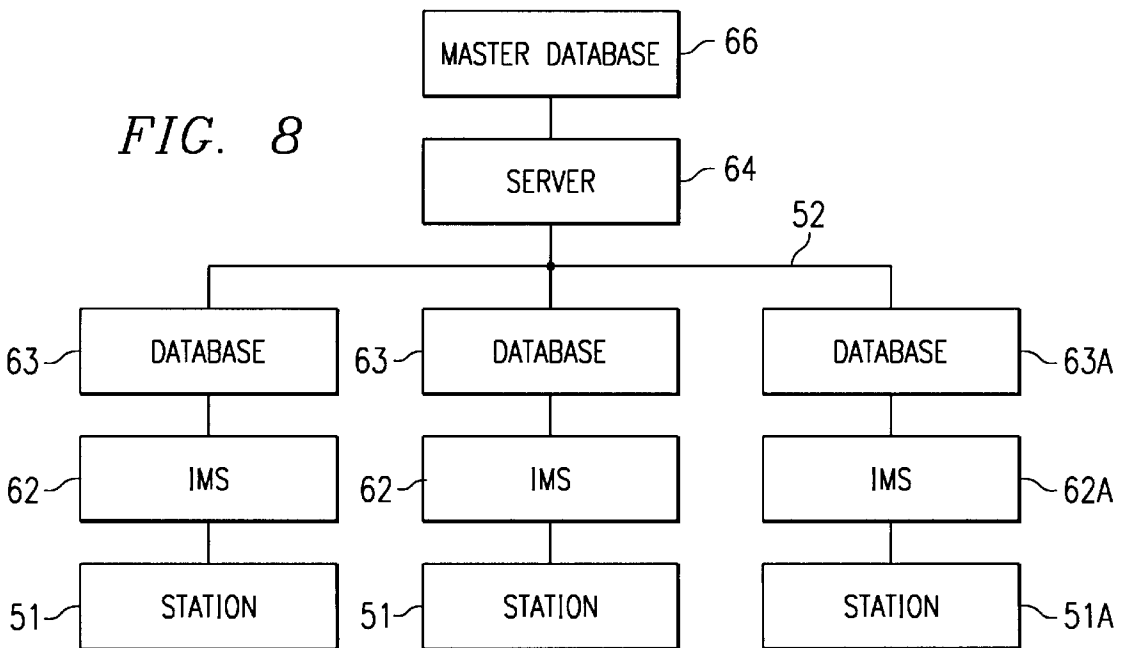 MASTER DATABASE
66
FIG. 8
SERVER
64
52
63
DATABASE
63
DATABASE
DATABASE
63A
62
IMS
62
IMS
IMS
62A
51
STATION
51
STATION
STATION
51A